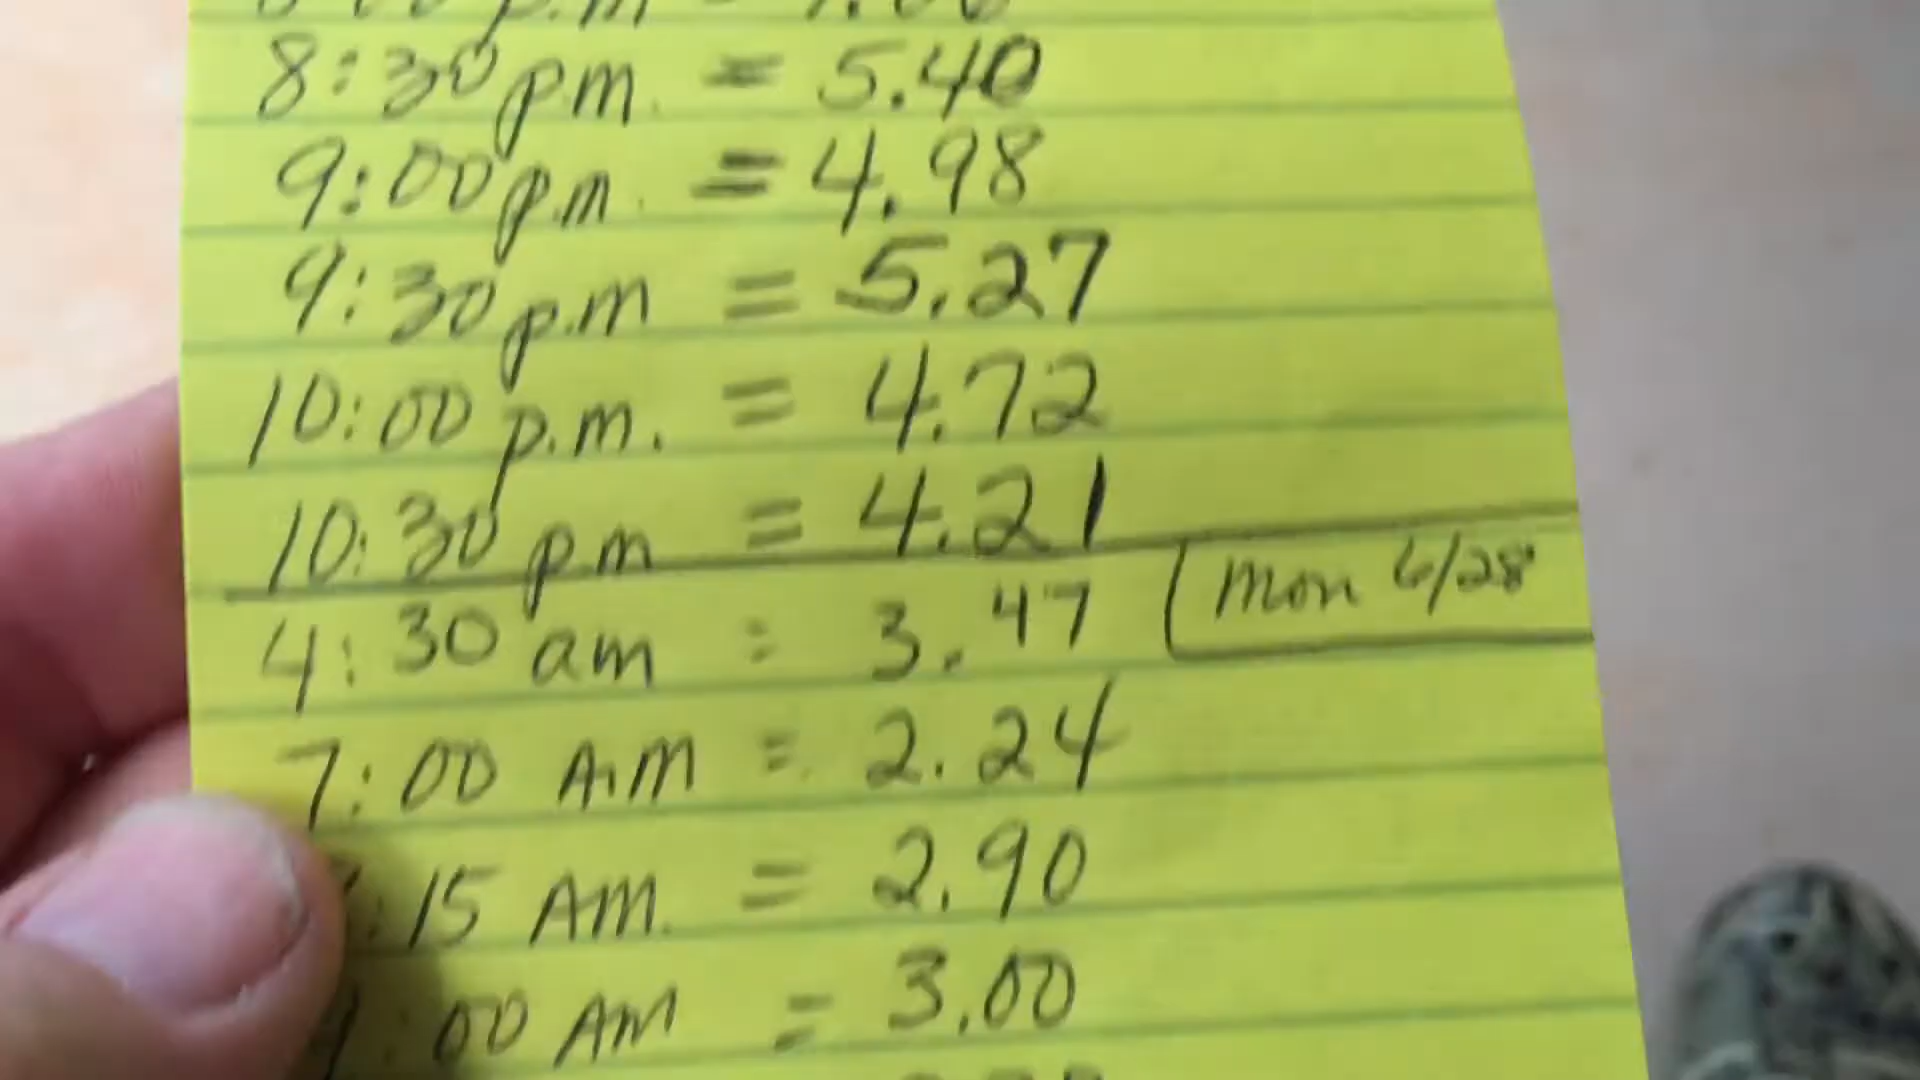 8:30 p.m. = 5.40
9:00 p.m. = 4.98
9:30 p.m = 5.27
10:00 p.m. = 4.72
10:30 p.m = 4.21
4:30 am = 3.47 Mon 6/28
7:00 A.M = 2.24
:15 AM. = 2.90
:00 AM = 3.00